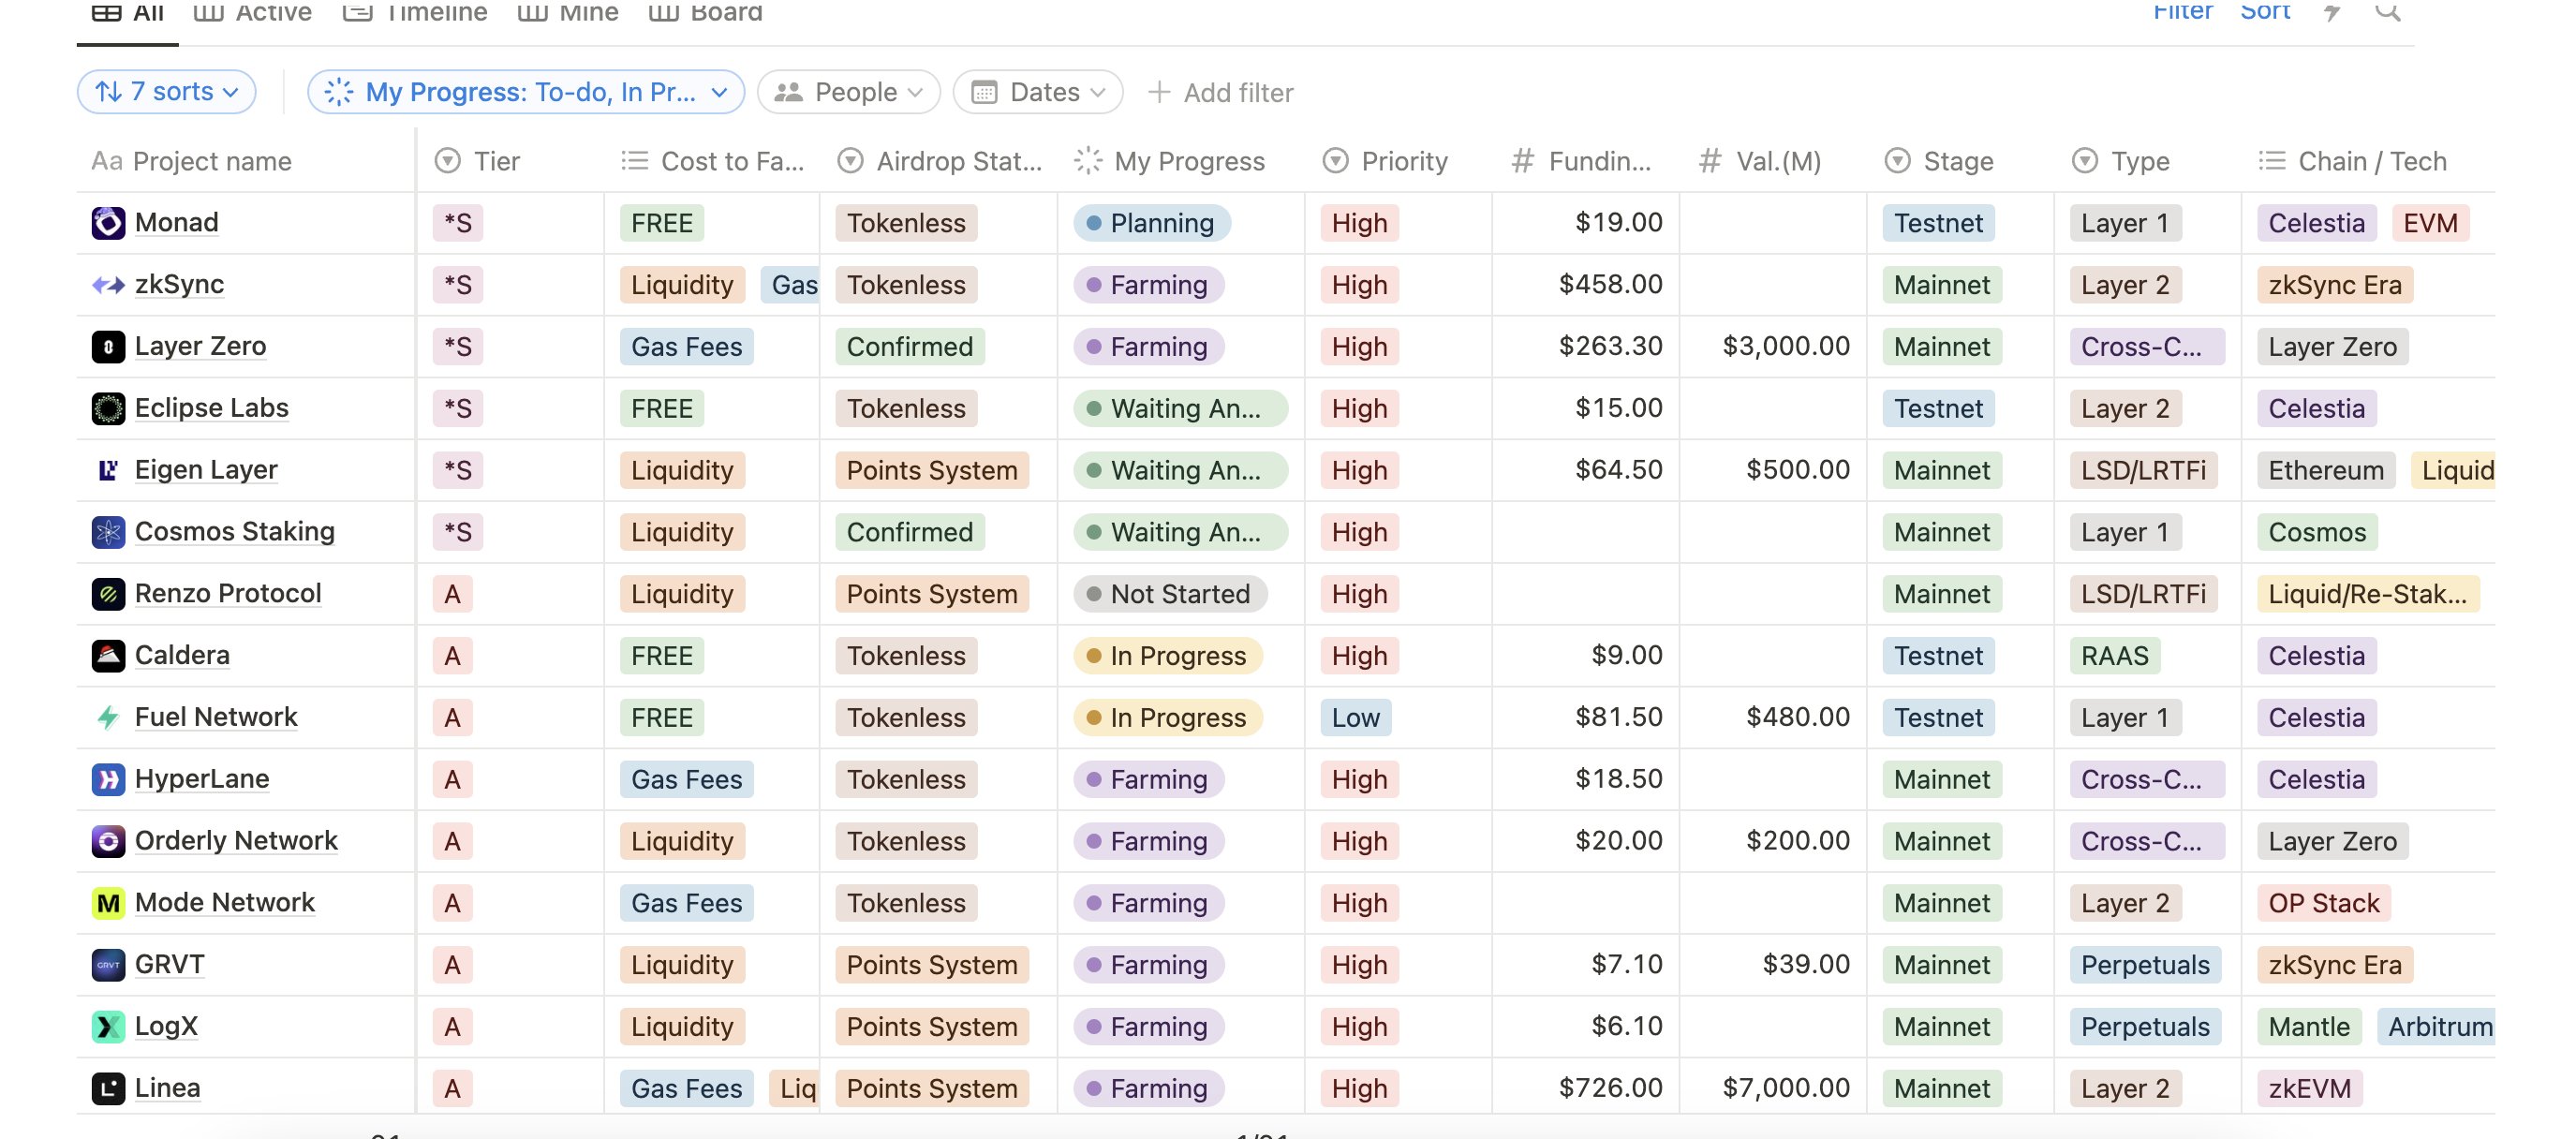 All Active Timeline Mine Board Filter Sort
7 sorts My Progress: To-do, In Pr... People Dates + Add filter
Aa Project name Tier Cost to Fa... Airdrop Stat... My Progress Priority # Fundin... # Val.(M) Stage Type Chain / Tech
Monad *S FREE Tokenless Planning High $19.00 Testnet Layer 1 Celestia EVM
zkSync *S Liquidity Gas Tokenless Farming High $458.00 Mainnet Layer 2 zkSync Era
Layer Zero *S Gas Fees Confirmed Farming High $263.30 $3,000.00 Mainnet Cross-C... Layer Zero
Eclipse Labs *S FREE Tokenless Waiting An... High $15.00 Testnet Layer 2 Celestia
Eigen Layer *S Liquidity Points System Waiting An... High $64.50 $500.00 Mainnet LSD/LRTFi Ethereum Liquid
Cosmos Staking *S Liquidity Confirmed Waiting An... High Mainnet Layer 1 Cosmos
Renzo Protocol A Liquidity Points System Not Started High Mainnet LSD/LRTFi Liquid/Re-Stak...
Caldera A FREE Tokenless In Progress High $9.00 Testnet RAAS Celestia
Fuel Network A FREE Tokenless In Progress Low $81.50 $480.00 Testnet Layer 1 Celestia
HyperLane A Gas Fees Tokenless Farming High $18.50 Mainnet Cross-C... Celestia
Orderly Network A Liquidity Tokenless Farming High $20.00 $200.00 Mainnet Cross-C... Layer Zero
M Mode Network A Gas Fees Tokenless Farming High Mainnet Layer 2 OP Stack
GRVT GRVT A Liquidity Points System Farming High $7.10 $39.00 Mainnet Perpetuals zkSync Era
LogX A Liquidity Points System Farming High $6.10 Mainnet Perpetuals Mantle Arbitrum
Linea A Gas Fees Liq Points System Farming High $726.00 $7,000.00 Mainnet Layer 2 zkEVM